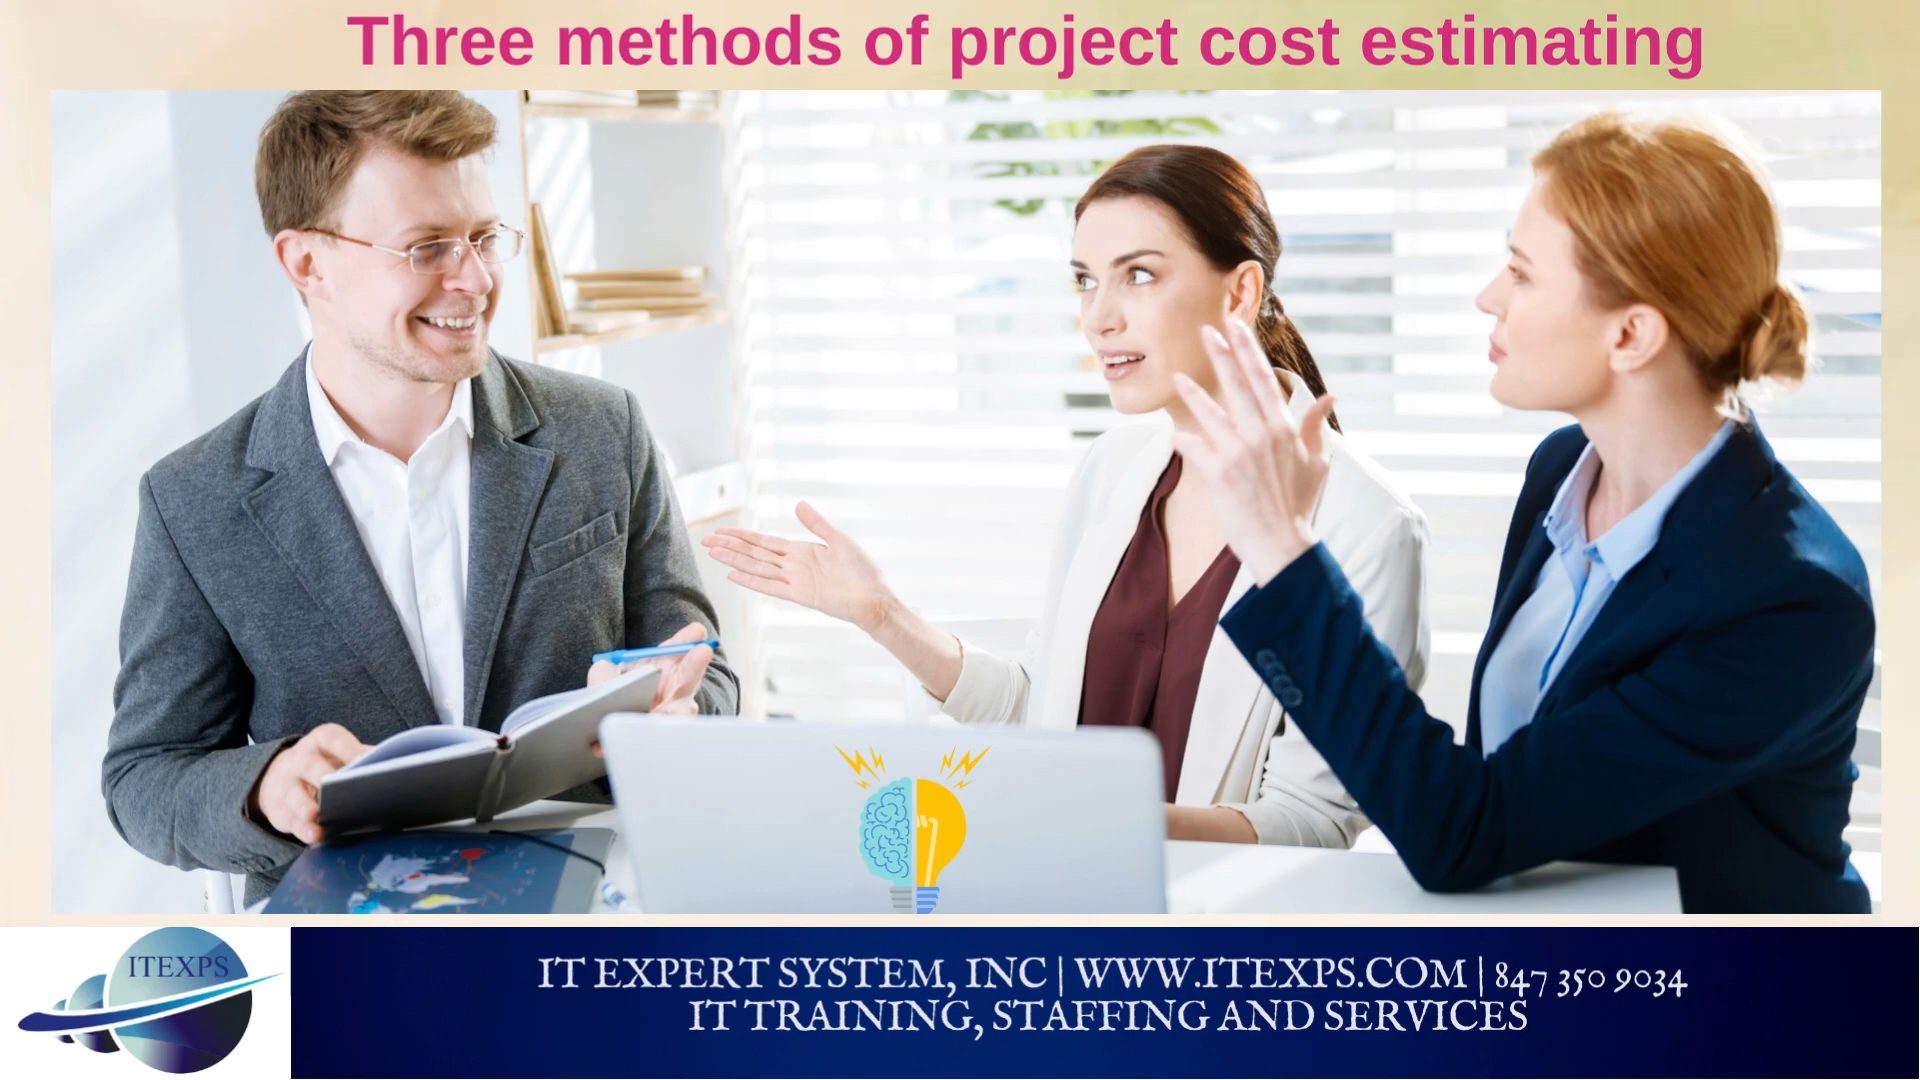 Three methods of project cost estimating
ITEXPS
IT EXPERT SYSTEM, INC | WWW.ITEXPS.COM | 847 350 9034
IT TRAINING, STAFFING AND SERVICES